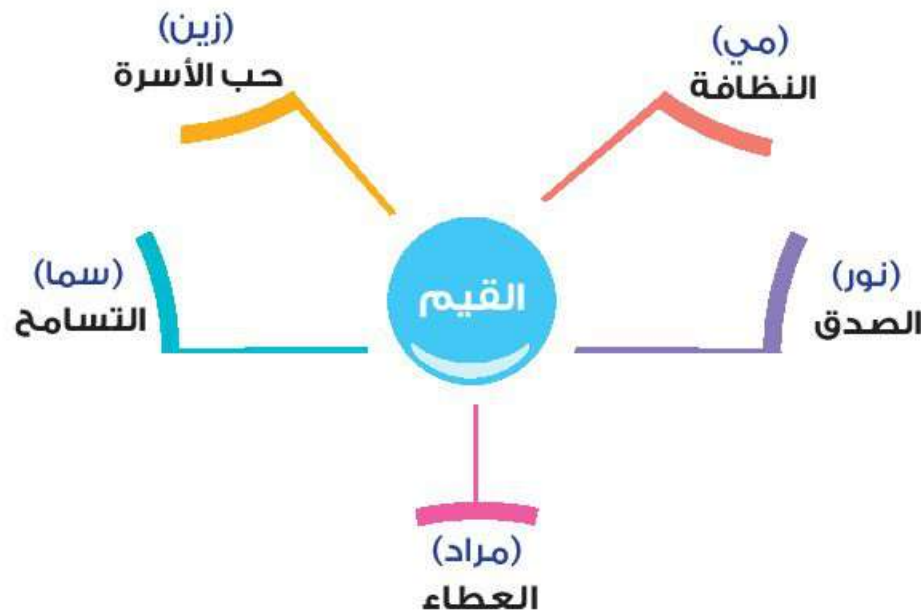 (مي)
النظافة
(زين)
حب الأسرة
(نور)
الصدق
القيم
(سما)
التسامح
(مراد)
العطاء